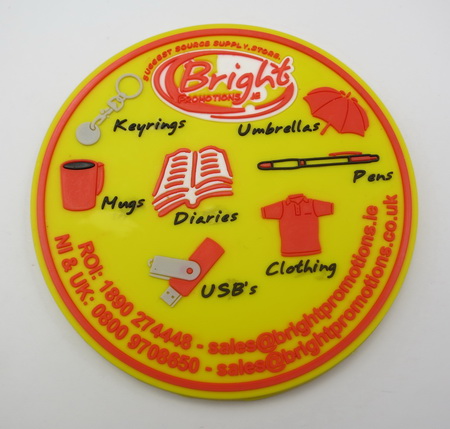 SUGGEST SOURCE SUPPLY. STORE.
Bright
PROMOTIONS .ie
Keyrings
Umbrellas
Mugs
Diaries
Pens
USB's
Clothing
ROI: 1890 274448 - sales@brightpromotions.ie
NI & UK: 0800 9708650 - sales@brightpromotions.co.uk